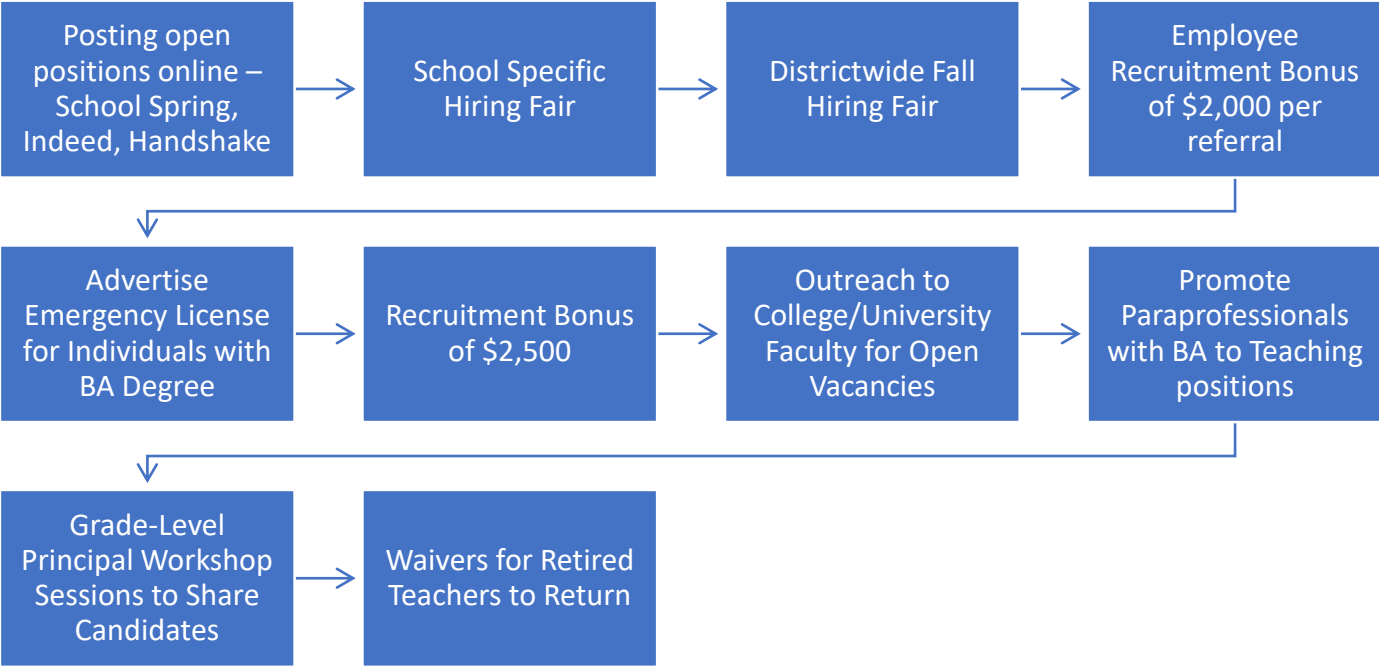 Posting open
positions online –
School Spring,
Indeed, Handshake
School Specific
Hiring Fair
Districtwide Fall
Hiring Fair
Employee
Recruitment Bonus
of $2,000 per
referral
Advertise
Emergency License
for Individuals with
BA Degree
Recruitment Bonus
of $2,500
Outreach to
College/University
Faculty for Open
Vacancies
Promote
Paraprofessionals
with BA to Teaching
positions
Grade-Level
Principal Workshop
Sessions to Share
Candidates
Waivers for Retired
Teachers to Return